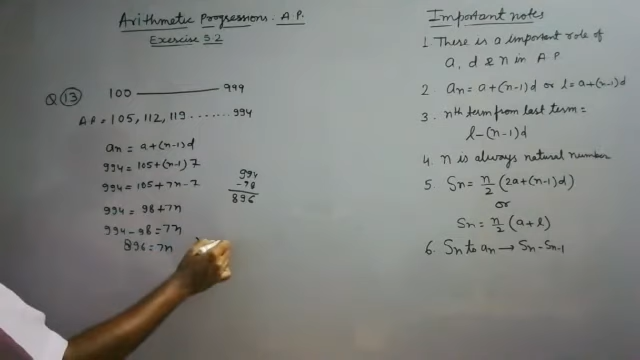 Arithmetic Progressions. A.P.
Exercise 5.2
Q 13 100 ———— 999
AP = 105, 112, 119 ....... 994
an = a+(n-1)d
994 = 105+(n-1)7
994 = 105+7n-7
994 = 98+7n
994-98 = 7n
896 = 7n
994
-98
896
Important notes
1. There is a important role of
a, d & n in A.P.
2. an = a+(n-1)d or l = a+(n-1)d
3. nth term from last term =
l-(n-1)d
4. n is always natural number
5. Sn = n/2 (2a+(n-1)d)
or
Sn = n/2 (a+l)
6. Sn to an → Sn-Sn-1